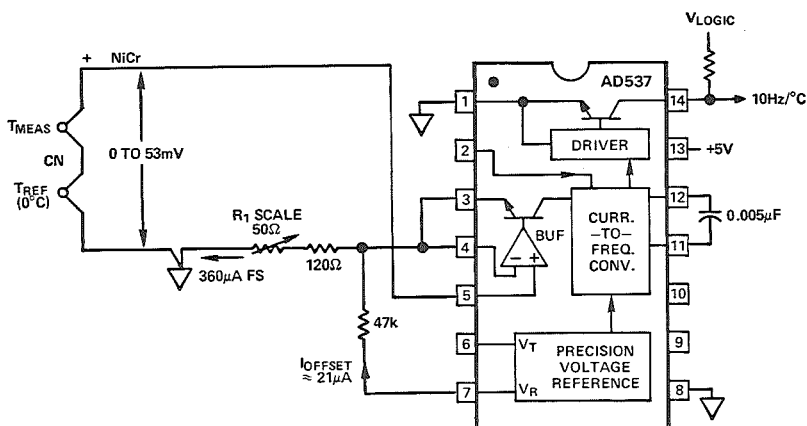 VLOGIC
+ NiCr
AD537
1
14
10Hz/°C
TMEAS
CN
0 TO 53mV
2
DRIVER
13
+5V
TREF
(0°C)
R1 SCALE
50Ω
3
12
CURR.
–TO–
FREQ.
CONV.
0.005μF
BUF
120Ω
4
– +
11
360μA FS
5
10
47k
6
VT
PRECISION
VOLTAGE
REFERENCE
9
IOFFSET
≈ 21μA
7
VR
8